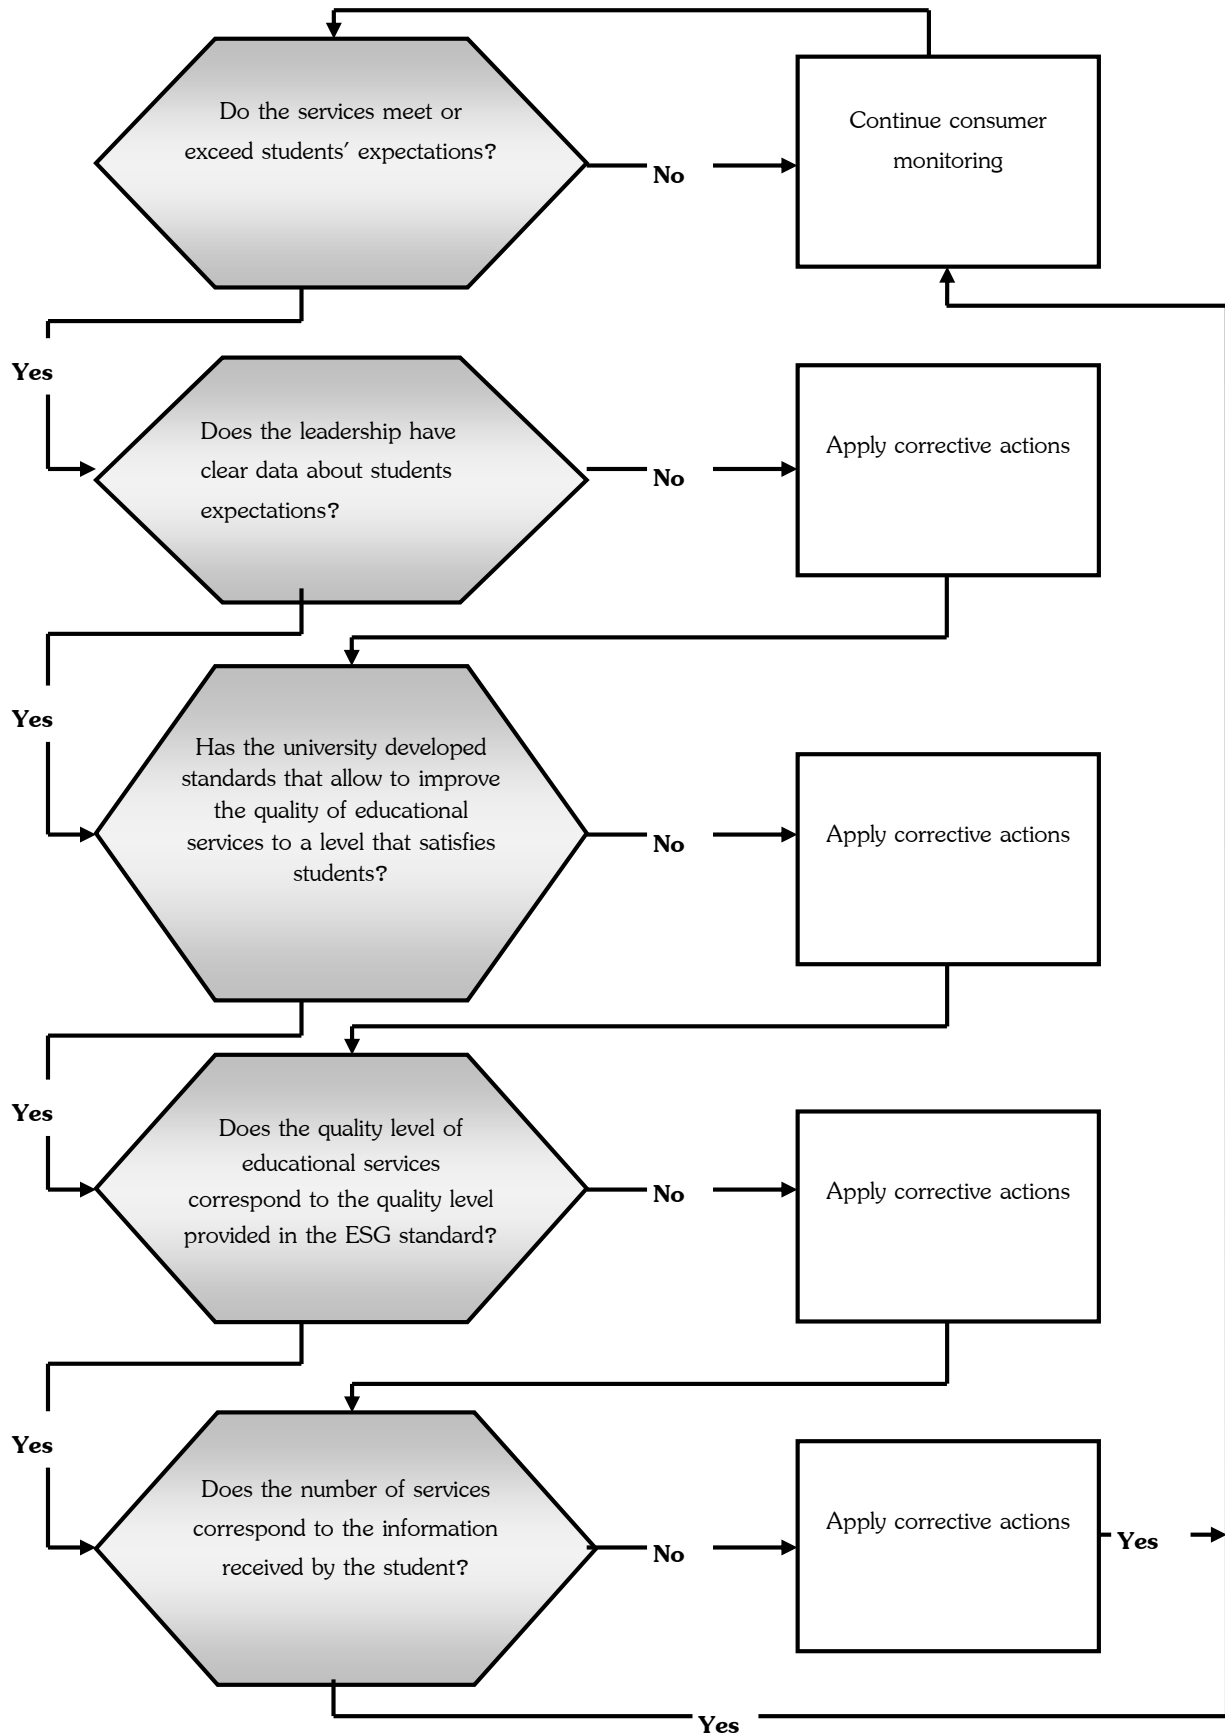 Do the services meet or
exceed students' expectations?
No
Continue consumer
monitoring
Yes
Does the leadership have
clear data about students
expectations?
No
Apply corrective actions
Yes
Has the university developed
standards that allow to improve
the quality of educational
services to a level that satisfies
students?
No
Apply corrective actions
Yes
Does the quality level of
educational services
correspond to the quality level
provided in the ESG standard?
No
Apply corrective actions
Yes
Does the number of services
correspond to the information
received by the student?
No
Apply corrective actions
Yes
Yes